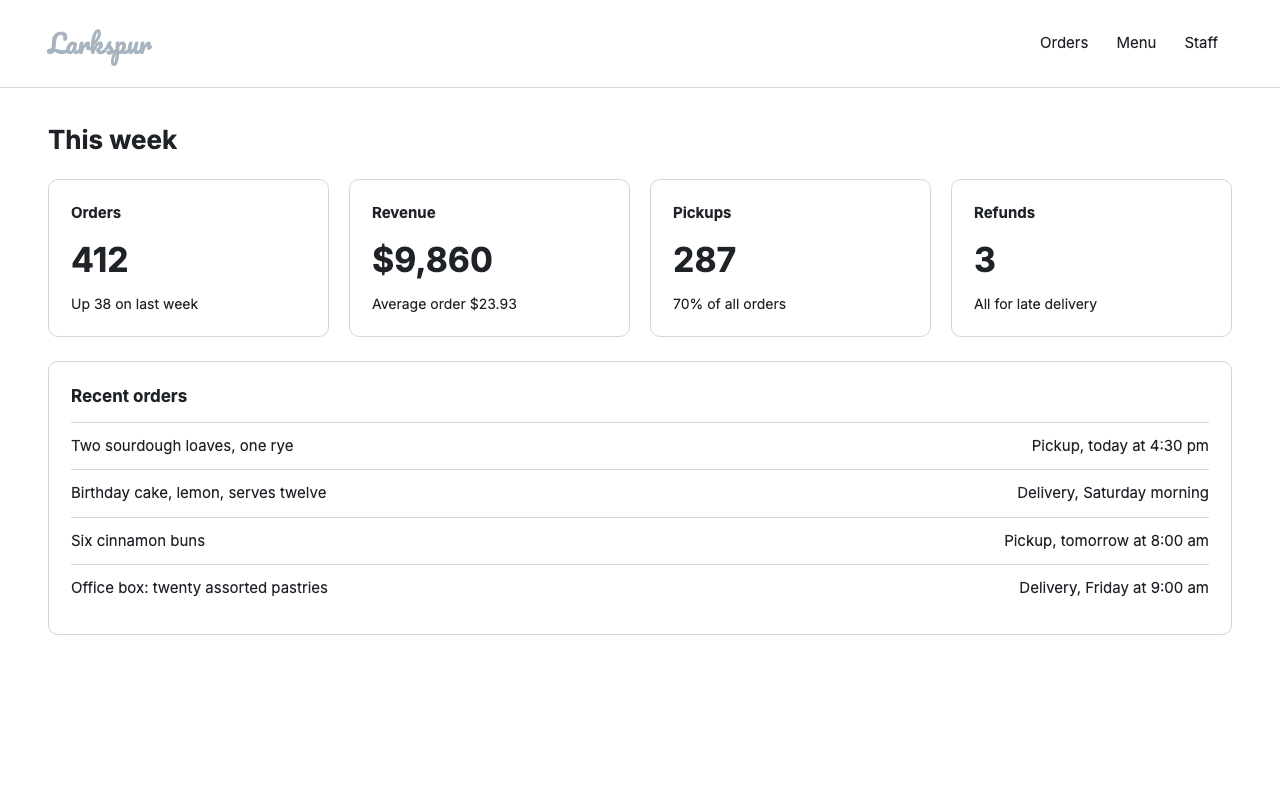 Larkspur
Orders Menu Staff
This week
Orders
412
Up 38 on last week
Revenue
$9,860
Average order $23.93
Pickups
287
70% of all orders
Refunds
3
All for late delivery
Recent orders
Two sourdough loaves, one rye Pickup, today at 4:30 pm
Birthday cake, lemon, serves twelve Delivery, Saturday morning
Six cinnamon buns Pickup, tomorrow at 8:00 am
Office box: twenty assorted pastries Delivery, Friday at 9:00 am